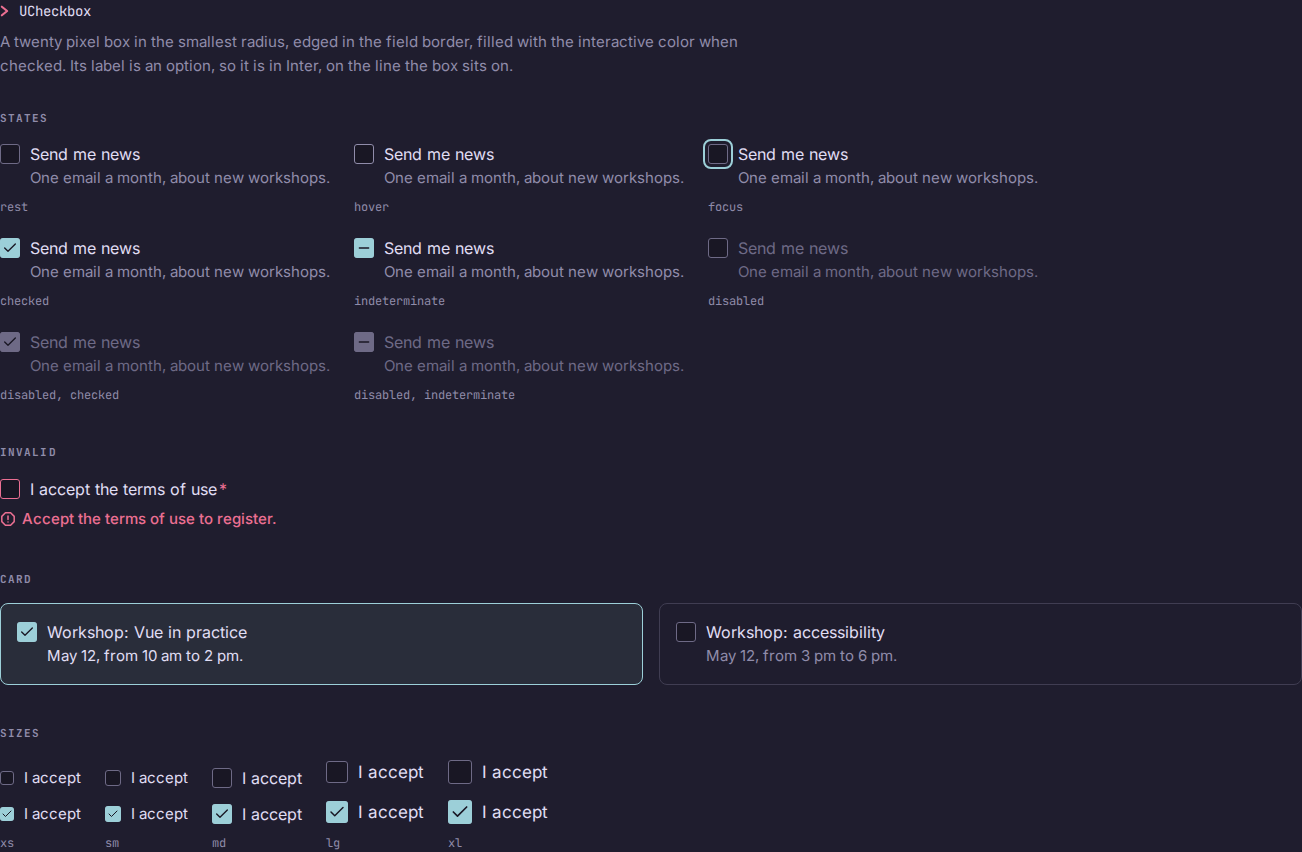 UCheckbox
A twenty pixel box in the smallest radius, edged in the field border, filled with the interactive color when
checked. Its label is an option, so it is in Inter, on the line the box sits on.
STATES
Send me news Send me news Send me news
One email a month, about new workshops. One email a month, about new workshops. One email a month, about new workshops.
rest hover focus
Send me news Send me news Send me news
One email a month, about new workshops. One email a month, about new workshops. One email a month, about new workshops.
checked indeterminate disabled
Send me news Send me news
One email a month, about new workshops. One email a month, about new workshops.
disabled, checked disabled, indeterminate
INVALID
I accept the terms of use*
Accept the terms of use to register.
CARD
Workshop: Vue in practice Workshop: accessibility
May 12, from 10 am to 2 pm. May 12, from 3 pm to 6 pm.
SIZES
I accept I accept I accept I accept I accept
I accept I accept I accept I accept I accept
xs sm md lg xl